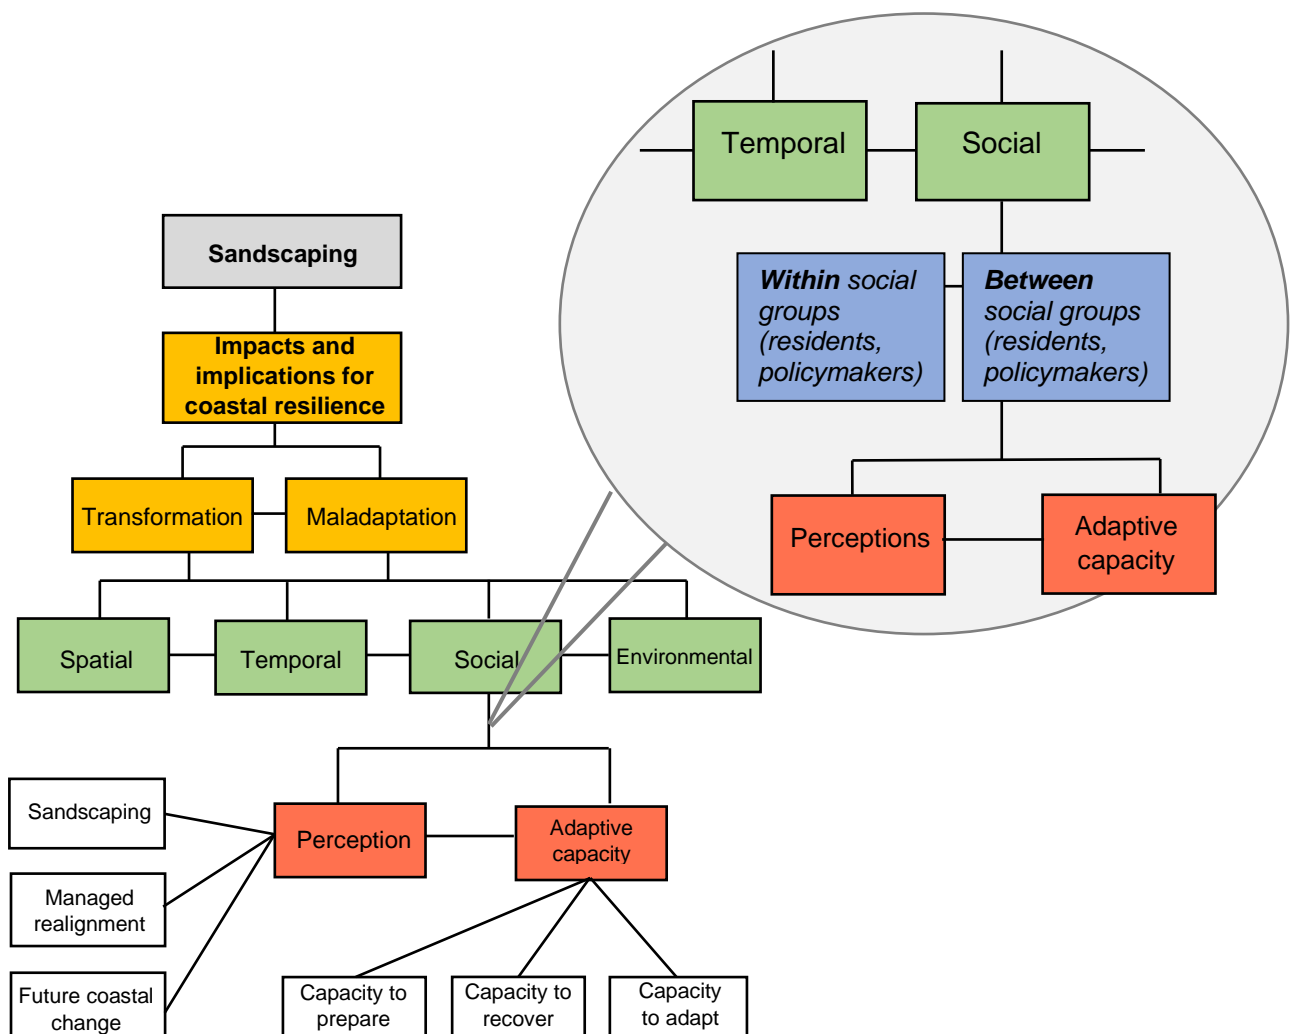 Temporal
Social
Within social
groups
(residents,
policymakers)
Between
social groups
(residents,
policymakers)
Perceptions
Adaptive
capacity
Sandscaping
Impacts and
implications for
coastal resilience
Transformation
Maladaptation
Spatial
Temporal
Social
Environmental
Sandscaping
Managed
realignment
Future coastal
change
Perception
Adaptive
capacity
Capacity to
prepare
Capacity to
recover
Capacity
to adapt